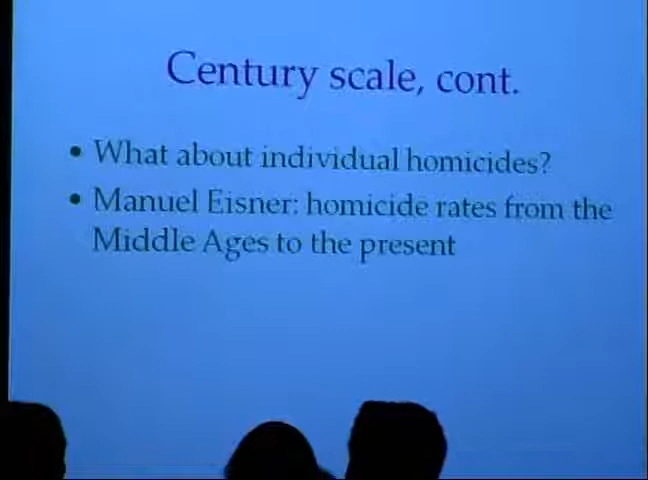 Century scale, cont.
• What about individual homicides?
• Manuel Eisner: homicide rates from the
Middle Ages to the present